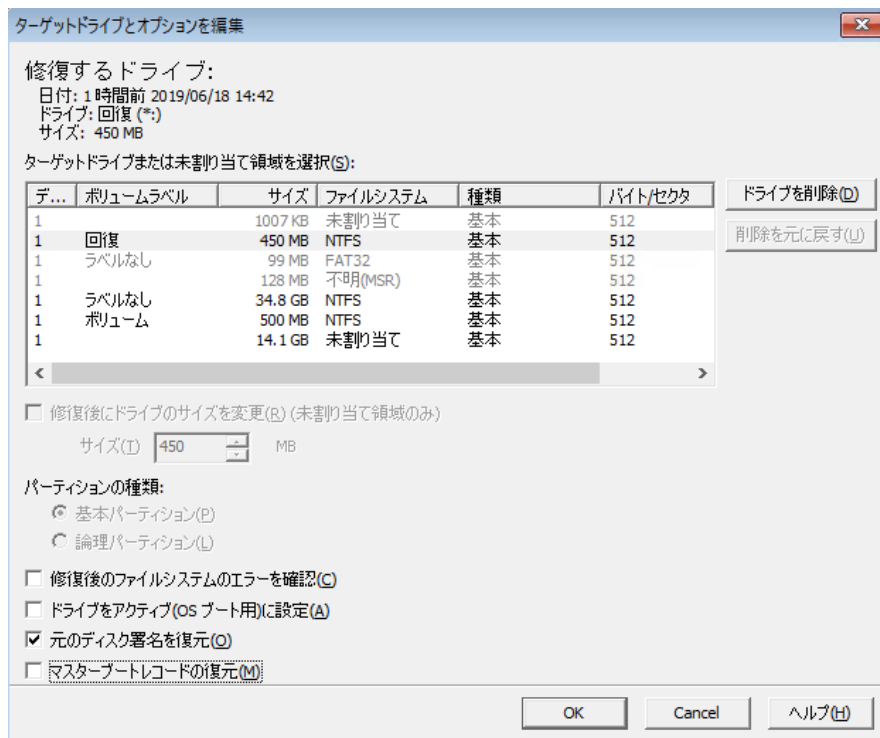 ターゲットドライブとオプションを編集
修復するドライブ:
日付: 1 時間前 2019/06/18 14:42
ドライブ: 回復 (*:)
サイズ: 450 MB
ターゲットドライブまたは未割り当て領域を選択(S):
デ... ボリュームラベル サイズ ファイルシステム 種類 バイト/セクタ
1 1007 KB 未割り当て 基本 512
1 回復 450 MB NTFS 基本 512
1 ラベルなし 99 MB FAT32 基本 512
1 128 MB 不明(MSR) 基本 512
1 ラベルなし 34.8 GB NTFS 基本 512
1 ボリューム 500 MB NTFS 基本 512
1 14.1 GB 未割り当て 基本 512
ドライブを削除(D)
削除を元に戻す(U)
修復後にドライブのサイズを変更(R) (未割り当て領域のみ)
サイズ(T) 450 MB
パーティションの種類:
基本パーティション(P)
論理パーティション(L)
修復後のファイルシステムのエラーを確認(C)
ドライブをアクティブ(OS ブート用)に設定(A)
元のディスク署名を復元(O)
マスターブートレコードの復元(M)
OK Cancel ヘルプ(H)